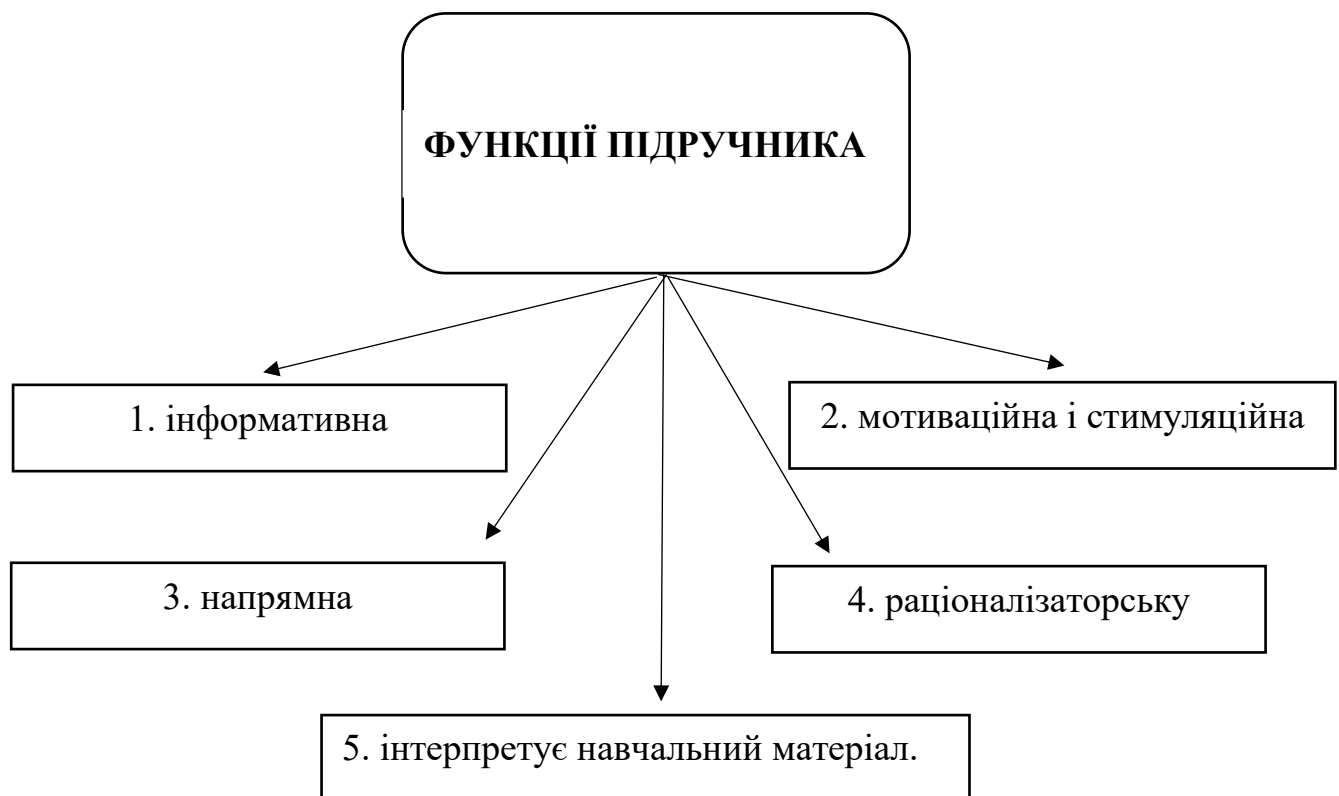 ФУНКЦІЇ ПІДРУЧНИКА
1. інформативна
2. мотиваційна і стимуляційна
3. напрямна
4. раціоналізаторську
5. інтерпретує навчальний матеріал.